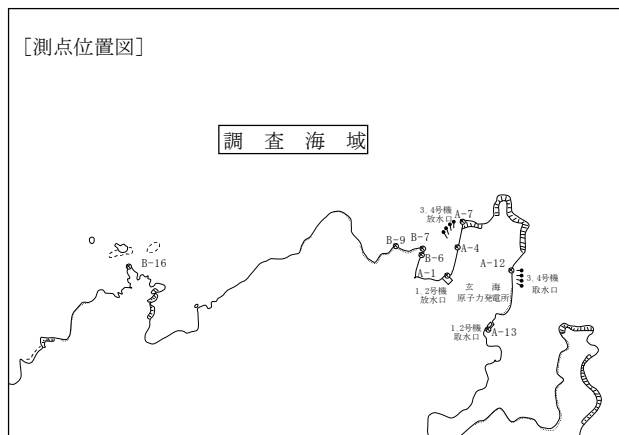 [測点位置図]
調査海域
3.4号機
放水口
A-7
B-9
B-7
A-4
B-6
B-16
A-1
A-12
1.2号機
放水口
玄海
原子力発電所
3.4号機
取水口
1.2号機
取水口
A-13